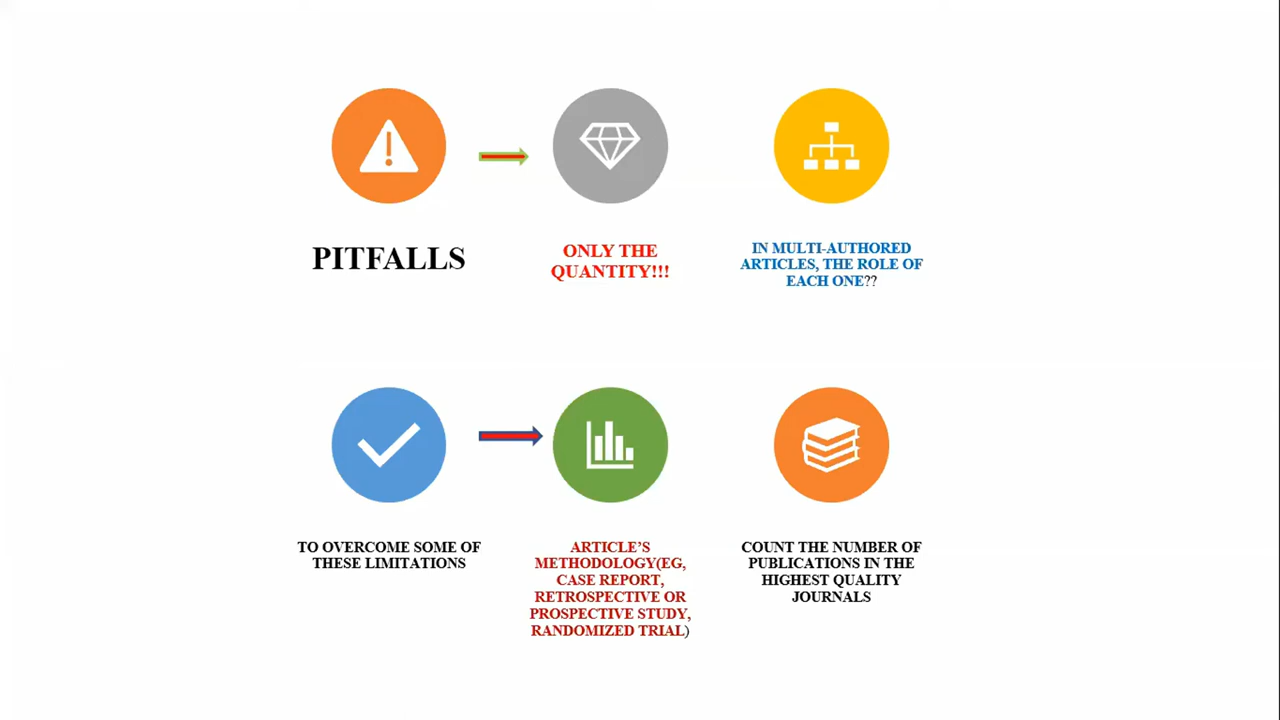 PITFALLS
ONLY THE
QUANTITY!!!
IN MULTI-AUTHORED
ARTICLES, THE ROLE OF
EACH ONE??
TO OVERCOME SOME OF
THESE LIMITATIONS
ARTICLE'S
METHODOLOGY(EG,
CASE REPORT,
RETROSPECTIVE OR
PROSPECTIVE STUDY,
RANDOMIZED TRIAL)
COUNT THE NUMBER OF
PUBLICATIONS IN THE
HIGHEST QUALITY
JOURNALS